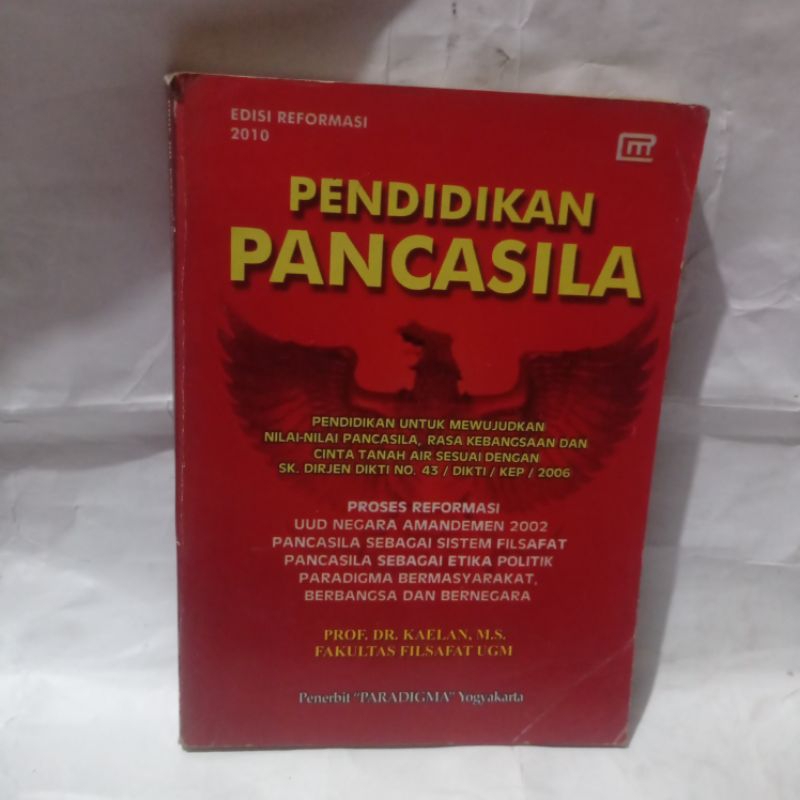 EDISI REFORMASI
2010
PENDIDIKAN
PANCASILA
PENDIDIKAN UNTUK MEWUJUDKAN
NILAI-NILAI PANCASILA, RASA KEBANGSAAN DAN
CINTA TANAH AIR SESUAI DENGAN
SK. DIRJEN DIKTI NO. 43 / DIKTI / KEP / 2006
PROSES REFORMASI
UUD NEGARA AMANDEMEN 2002
PANCASILA SEBAGAI SISTEM FILSAFAT
PANCASILA SEBAGAI ETIKA POLITIK
PARADIGMA BERMASYARAKAT,
BERBANGSA DAN BERNEGARA
PROF. DR. KAELAN, M.S.
FAKULTAS FILSAFAT UGM
Penerbit "PARADIGMA" Yogyakarta